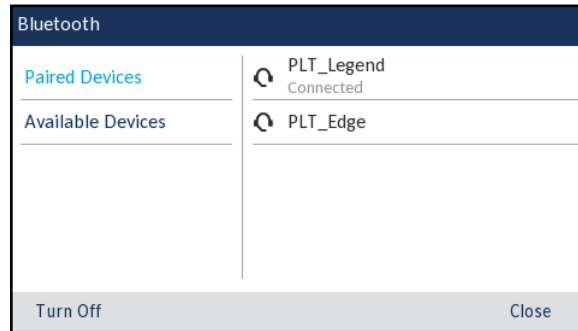 Bluetooth
Paired Devices
Available Devices
PLT_Legend
Connected
PLT_Edge
Turn Off
Close